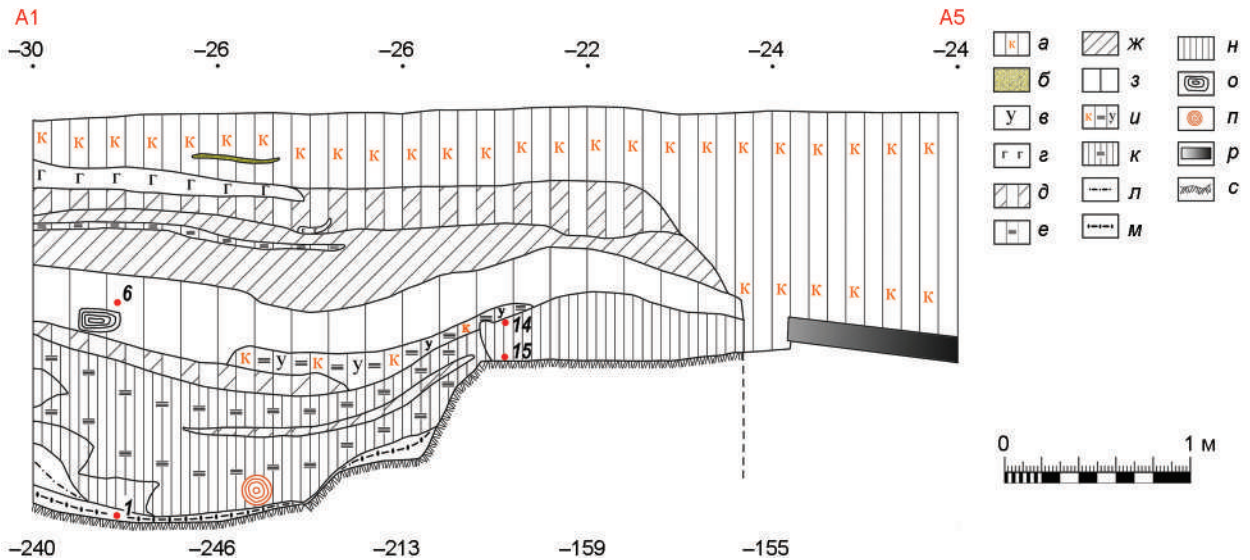 А1 А5
–30 –26 –26 –22 –24 –24
К К К К К К К К К К К К К К К К К К К К К К К К К
Г Г Г Г Г Г Г
6
К К К К К К
14
15
К = У = К = У = К = У К = У =
1
–240 –246 –213 –159 –155
к а
б
У в
г г г
д
е
ж
з
К = У и
к
л
м
н
о
п
р
с
0 1 м